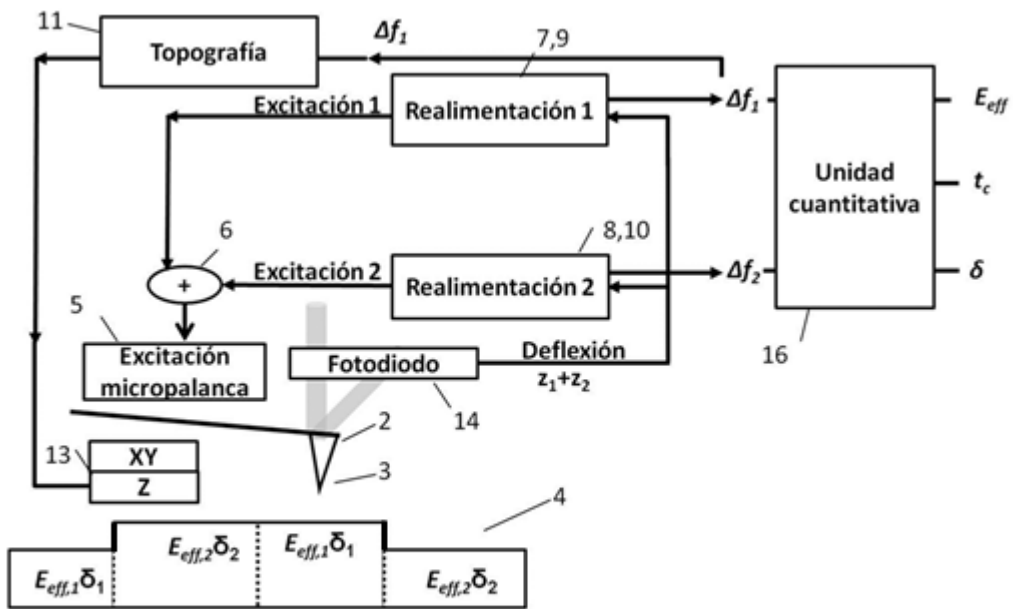 11
Topografía
Δf1
7,9
Excitación 1
Realimentación 1
Δf1
Eeff
Unidad
cuantitativa
tc
6
+
Excitación 2
8,10
Realimentación 2
Δf2
δ
5
Excitación
micropalanca
Fotodiodo
Deflexión
z1+z2
16
14
2
3
13
XY
Z
4
Eeff,1δ1
Eeff,2δ2
Eeff,1δ1
Eeff,2δ2